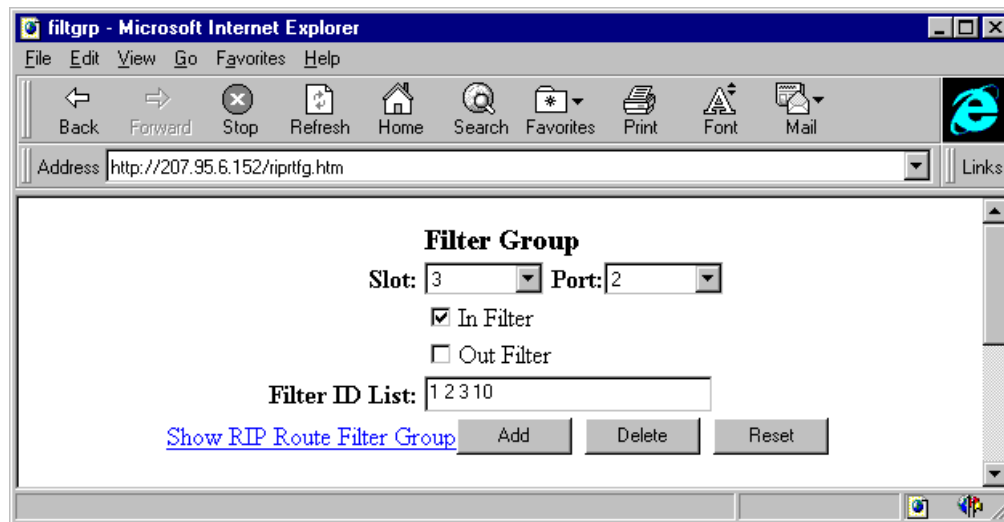 filtgrp - Microsoft Internet Explorer
File Edit View Go Favorites Help
Back Forward Stop Refresh Home Search Favorites Print Font Mail
Address http://207.95.6.152/riprtfg.htm Links
Filter Group
Slot: 3 Port: 2
In Filter
Out Filter
Filter ID List: 1 2 3 10
Show RIP Route Filter Group Add Delete Reset